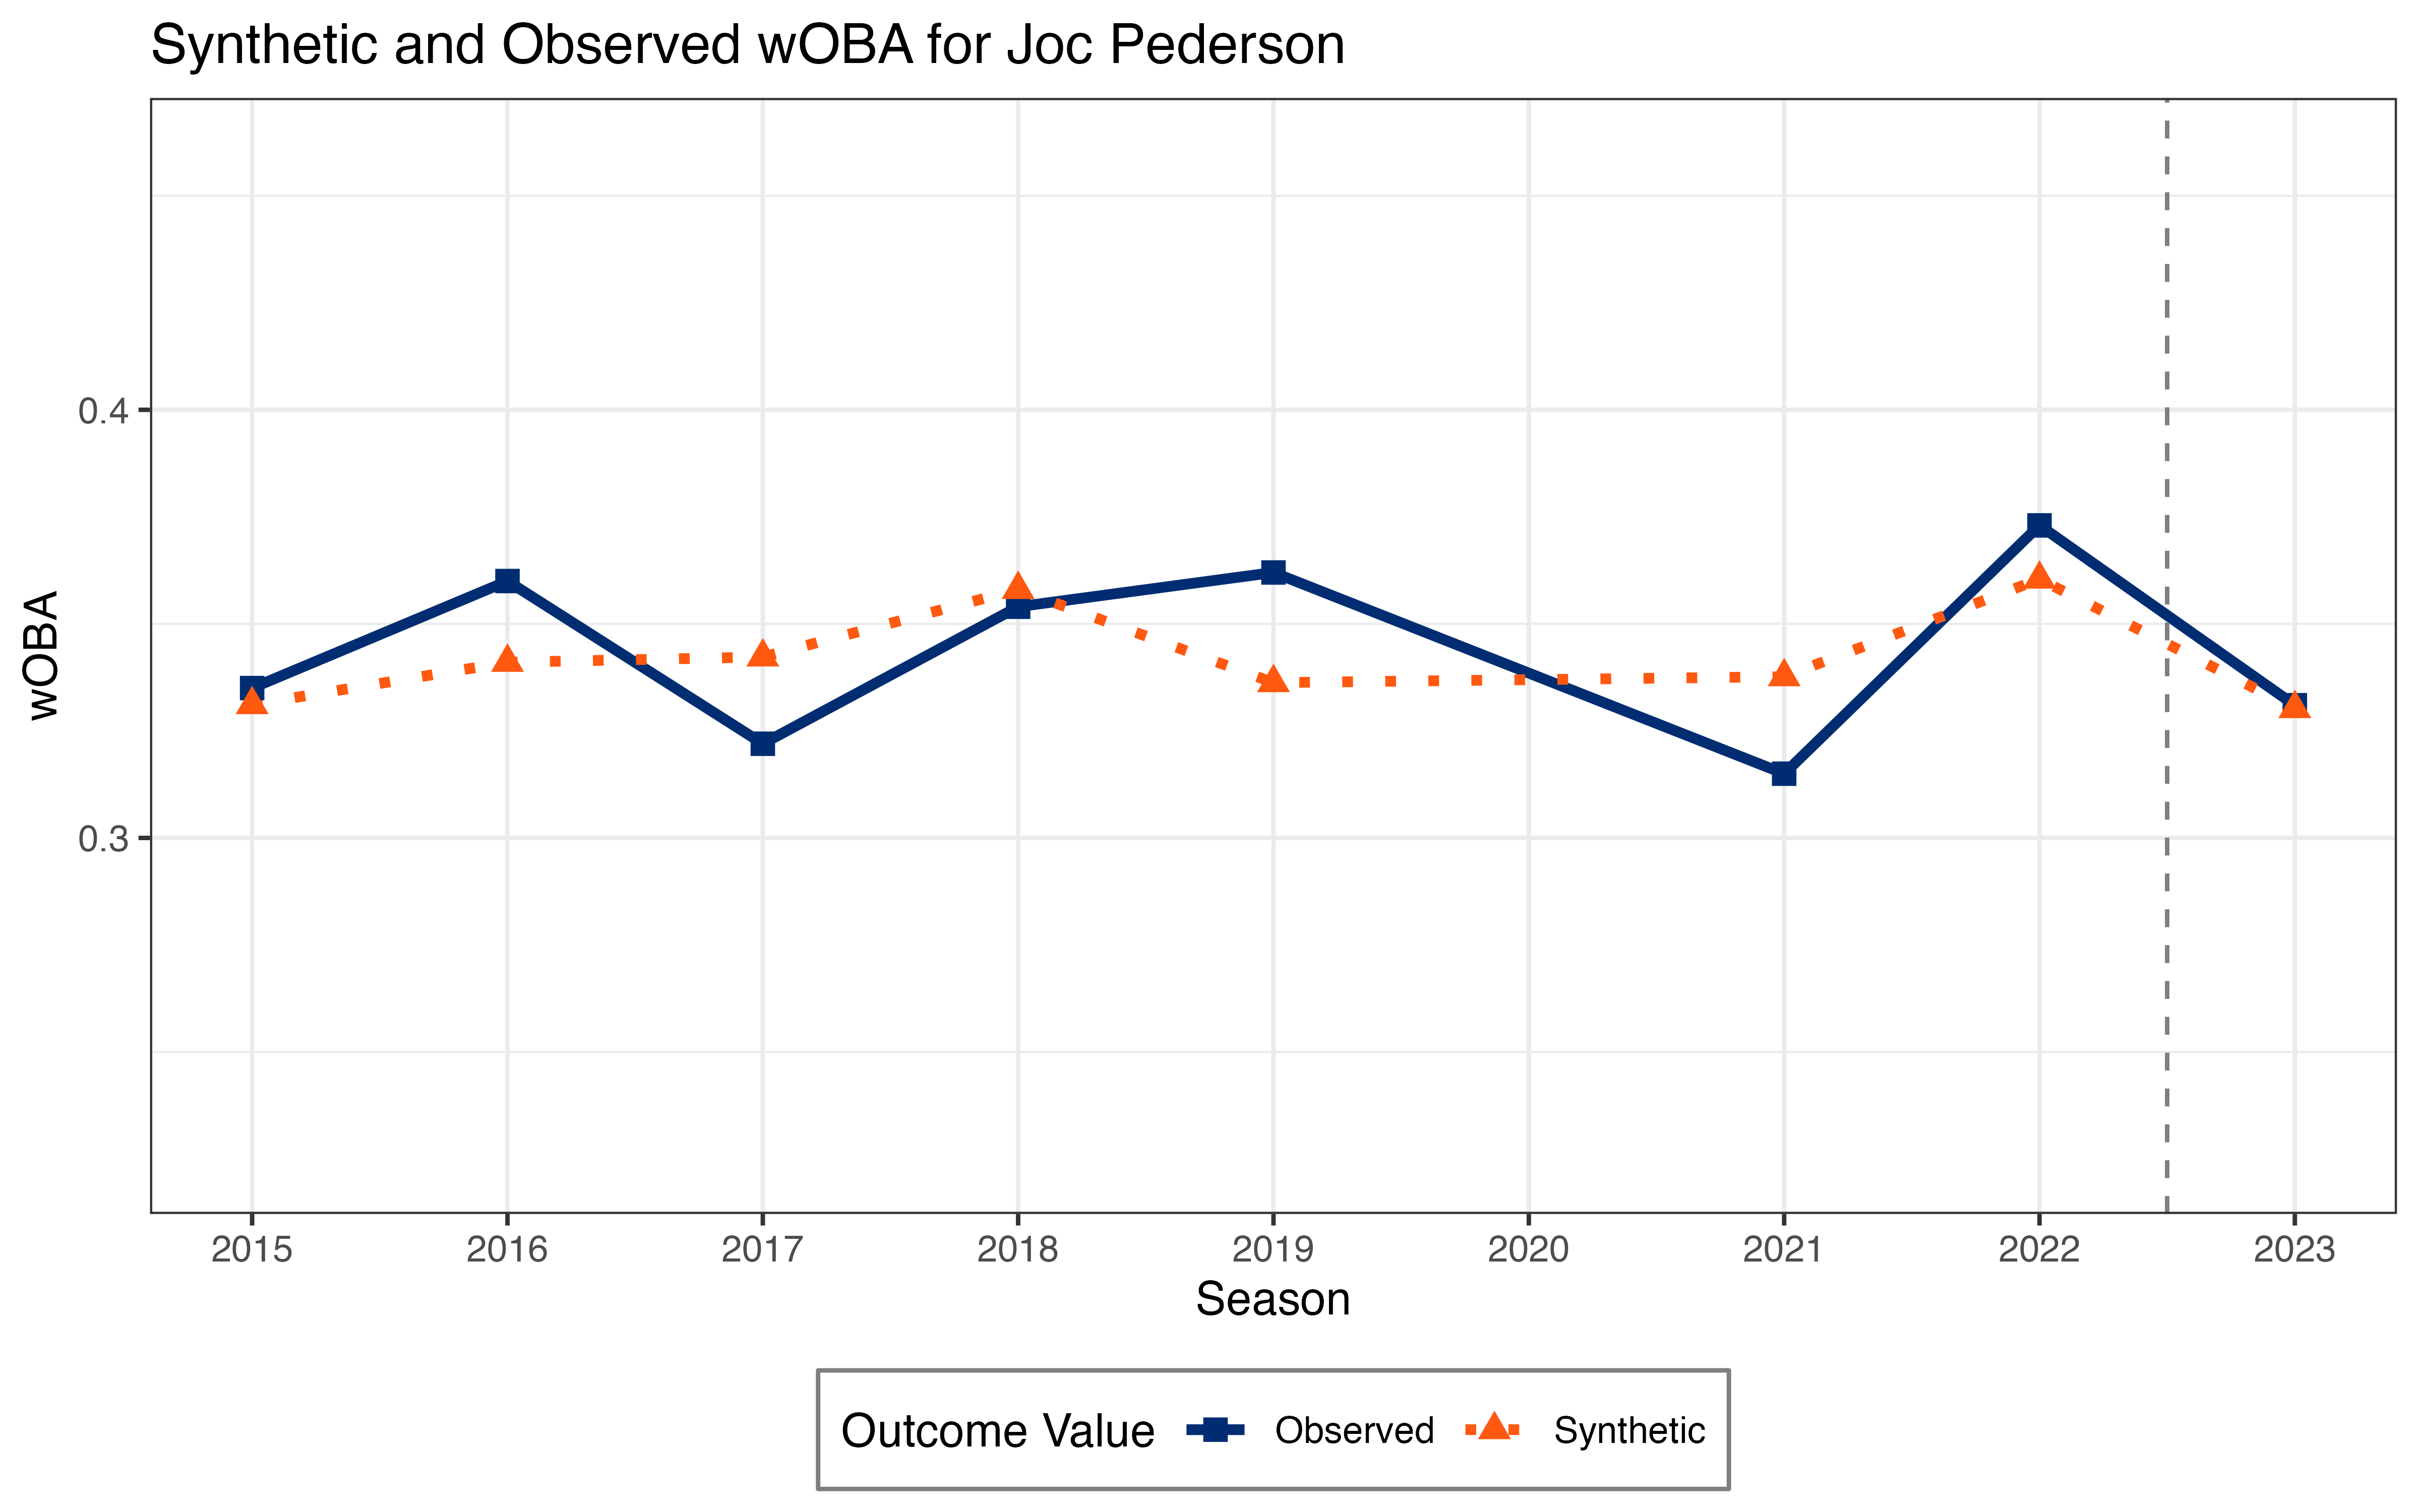 Synthetic and Observed wOBA for Joc Pederson
wOBA
0.4
0.3
2015 2016 2017 2018 2019 2020 2021 2022 2023
Season
Outcome Value Observed Synthetic